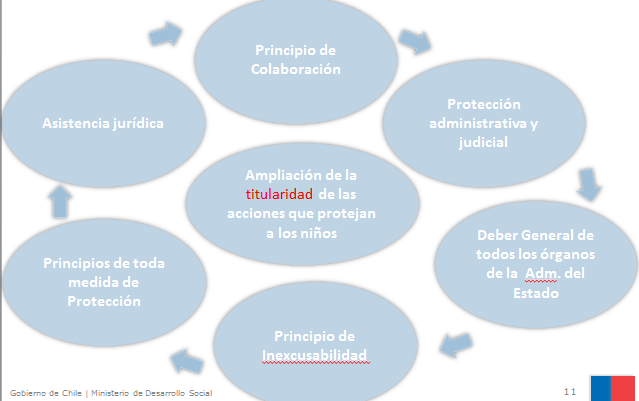 Principio de
Colaboración
Protección
administrativa y
judicial
Deber General de
todos los órganos
de la Adm. del
Estado
Principio de
Inexcusabilidad
Principios de toda
medida de
Protección
Asistencia jurídica
Ampliación de la
titularidad de las
acciones que protejan
a los niños
Gobierno de Chile | Ministerio de Desarrollo Social
11